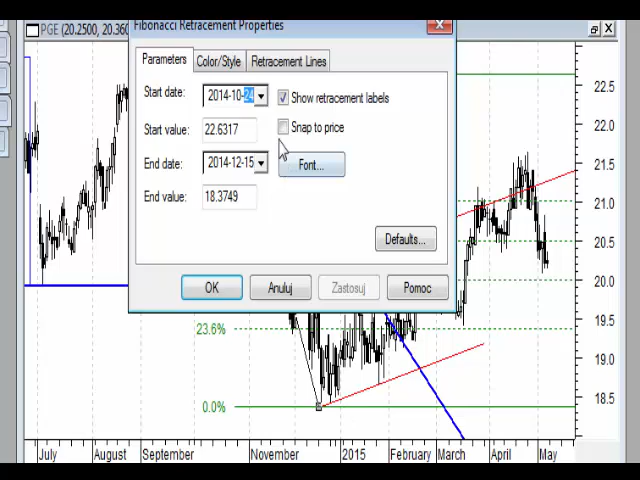 PGE (20.2500, 20.3600
Fibonacci Retracement Properties
Parameters Color/Style Retracement Lines
Start date: 2014-10-24 Show retracement labels
Start value: 22.6317 Snap to price
End date: 2014-12-15 Font...
End value: 18.3749
Defaults...
OK Anuluj Zastosuj Pomoc
22.5
22.0
21.5
21.0
20.5
20.0
19.5
19.0
18.5
23.6%
0.0%
July August September November 2015 February March April May